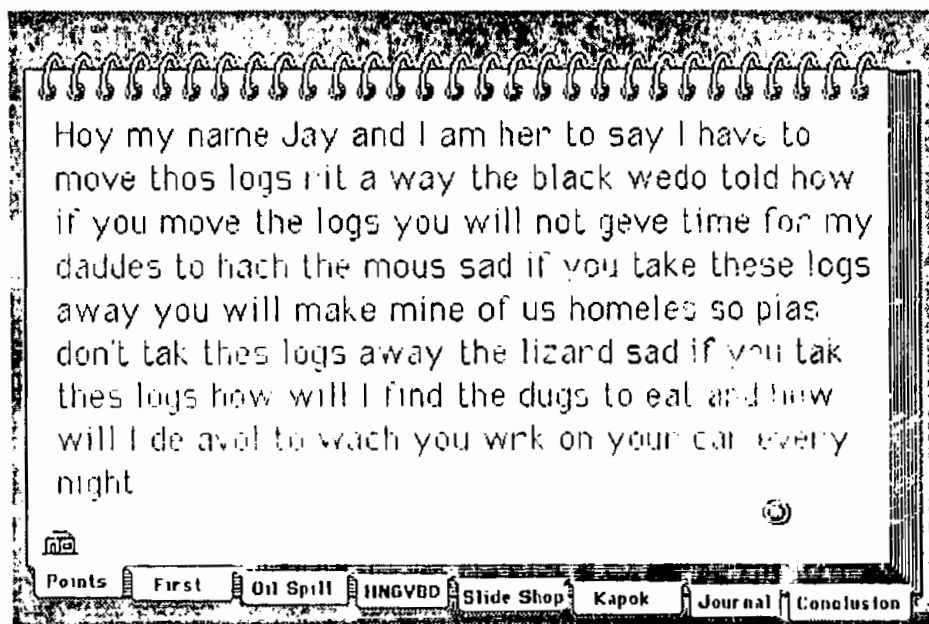 Hoy my name Jay and I am her to say I have to
move thos logs rit a way the black wedo told how
if you move the logs you will not geve time for my
daddes to hach the mous sad if you take these logs
away you will make mine of us homeles so plas
don't tak thes logs away the lizard sad if you tak
thes logs how will I find the dugs to eat and how
will I de avol to wach you wrk on your car every
night
Points First Oil Spill HNGVBD Slide Shop Kapok Journal Conclusion